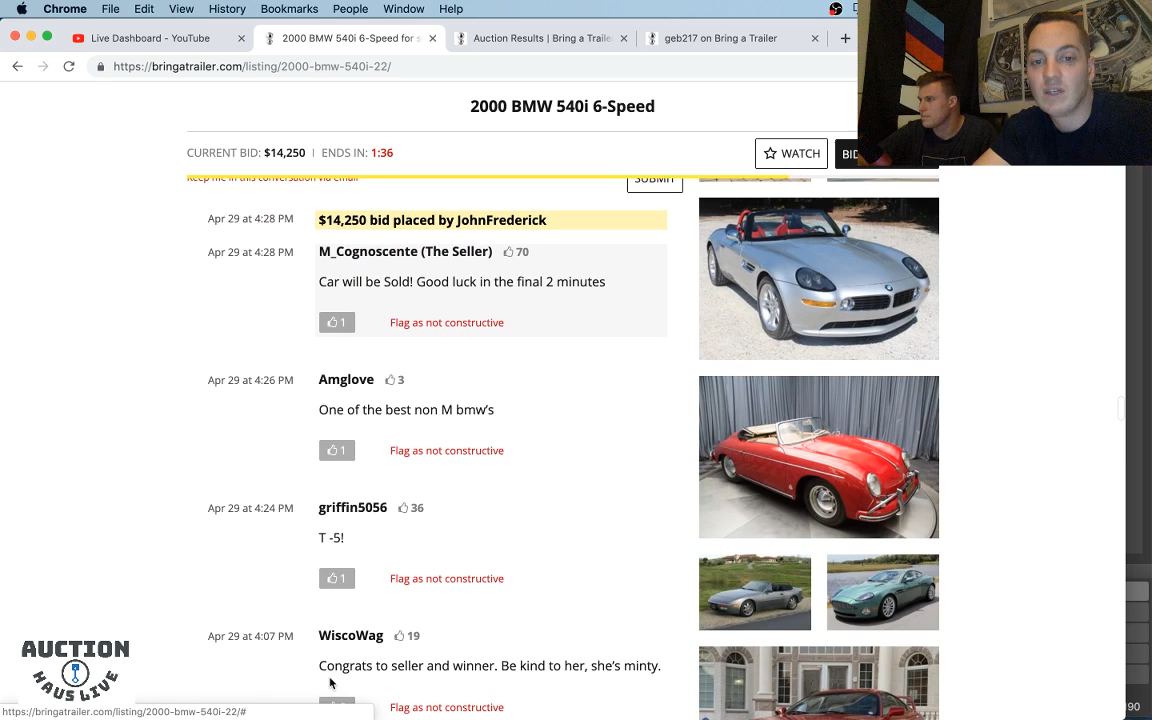 Chrome File Edit View History Bookmarks People Window Help
Live Dashboard - YouTube
2000 BMW 540i 6-Speed for s
Auction Results | Bring a Traile
geb217 on Bring a Trailer
https://bringatrailer.com/listing/2000-bmw-540i-22/
2000 BMW 540i 6-Speed
CURRENT BID: $14,250 | ENDS IN: 1:36
WATCH
BID
Keep me in this conversation via email
SUBMIT
Apr 29 at 4:28 PM
$14,250 bid placed by JohnFrederick
Apr 29 at 4:28 PM
M_Cognoscente (The Seller) 70
Car will be Sold! Good luck in the final 2 minutes
1 Flag as not constructive
Apr 29 at 4:26 PM
Amglove 3
One of the best non M bmw's
1 Flag as not constructive
Apr 29 at 4:24 PM
griffin5056 36
T -5!
1 Flag as not constructive
Apr 29 at 4:07 PM
WiscoWag 19
Congrats to seller and winner. Be kind to her, she's minty.
Flag as not constructive
AUCTION
HAUS LIVE
https://bringatrailer.com/listing/2000-bmw-540i-22/#
90